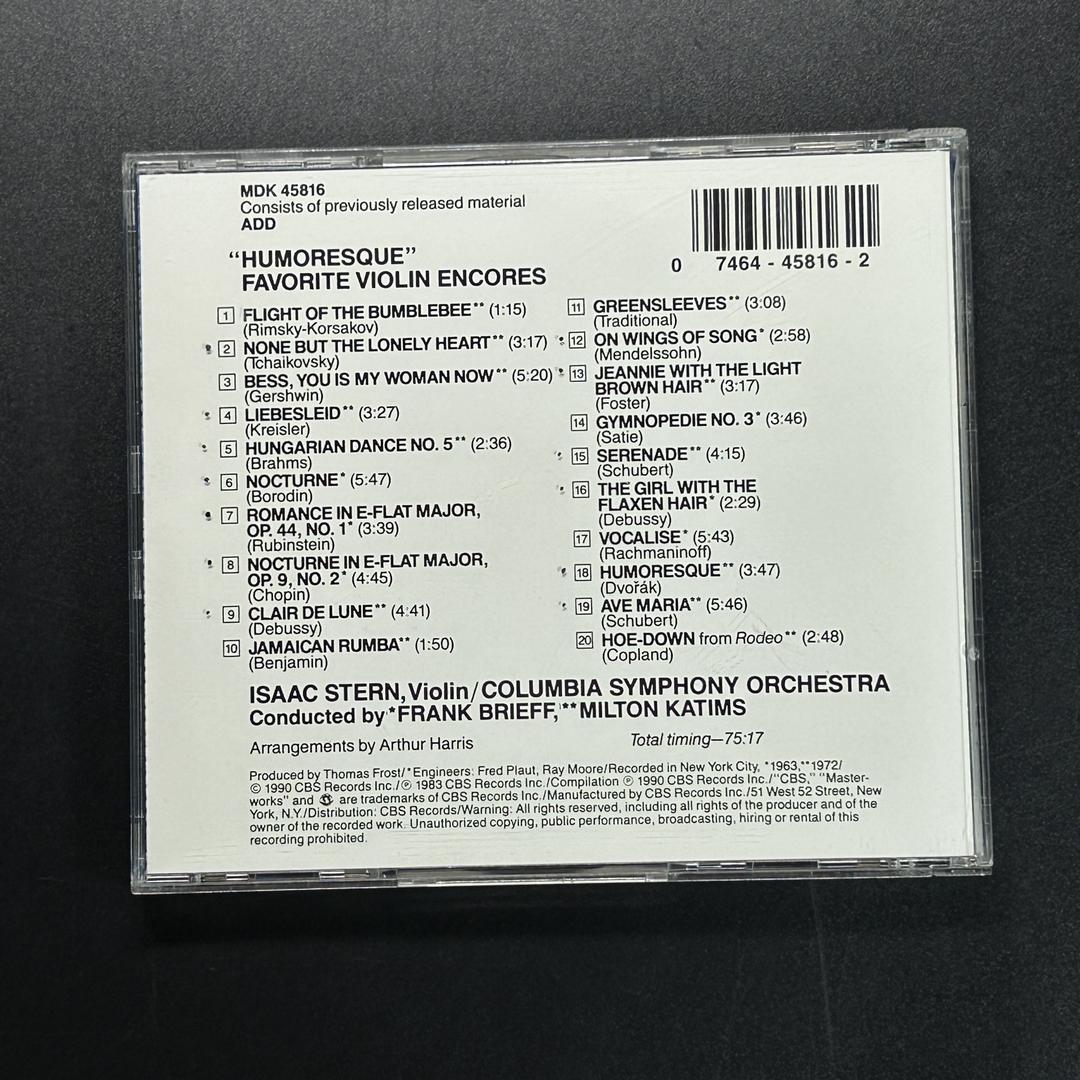 MDK 45816
Consists of previously released material
ADD
0 7464 - 45816 - 2
“HUMORESQUE”
FAVORITE VIOLIN ENCORES
1 FLIGHT OF THE BUMBLEBEE** (1:15)
(Rimsky-Korsakov)
2 NONE BUT THE LONELY HEART** (3:17)
(Tchaikovsky)
3 BESS, YOU IS MY WOMAN NOW** (5:20)
(Gershwin)
4 LIEBESLEID** (3:27)
(Kreisler)
5 HUNGARIAN DANCE NO. 5** (2:36)
(Brahms)
6 NOCTURNE* (5:47)
(Borodin)
7 ROMANCE IN E-FLAT MAJOR,
OP. 44, NO. 1* (3:39)
(Rubinstein)
8 NOCTURNE IN E-FLAT MAJOR,
OP. 9, NO. 2* (4:45)
(Chopin)
9 CLAIR DE LUNE** (4:41)
(Debussy)
10 JAMAICAN RUMBA** (1:50)
(Benjamin)
11 GREENSLEEVES** (3:08)
(Traditional)
12 ON WINGS OF SONG* (2:58)
(Mendelssohn)
13 JEANNIE WITH THE LIGHT
BROWN HAIR** (3:17)
(Foster)
14 GYMNOPEDIE NO. 3* (3:46)
(Satie)
15 SERENADE** (4:15)
(Schubert)
16 THE GIRL WITH THE
FLAXEN HAIR* (2:29)
(Debussy)
17 VOCALISE* (5:43)
(Rachmaninoff)
18 HUMORESQUE** (3:47)
(Dvořák)
19 AVE MARIA** (5:46)
(Schubert)
20 HOE-DOWN from Rodeo** (2:48)
(Copland)
ISAAC STERN, Violin/COLUMBIA SYMPHONY ORCHESTRA
Conducted by *FRANK BRIEFF, **MILTON KATIMS
Arrangements by Arthur Harris
Total timing—75:17
Produced by Thomas Frost/*Engineers: Fred Plaut, Ray Moore/Recorded in New York City, *1963,**1972/
© 1990 CBS Records Inc./℗ 1983 CBS Records Inc./Compilation ℗ 1990 CBS Records Inc./“CBS,” “Master-
works” and are trademarks of CBS Records Inc./Manufactured by CBS Records Inc./51 West 52 Street, New
York, N.Y./Distribution: CBS Records/Warning: All rights reserved, including all rights of the producer and of the
owner of the recorded work. Unauthorized copying, public performance, broadcasting, hiring or rental of this
recording prohibited.